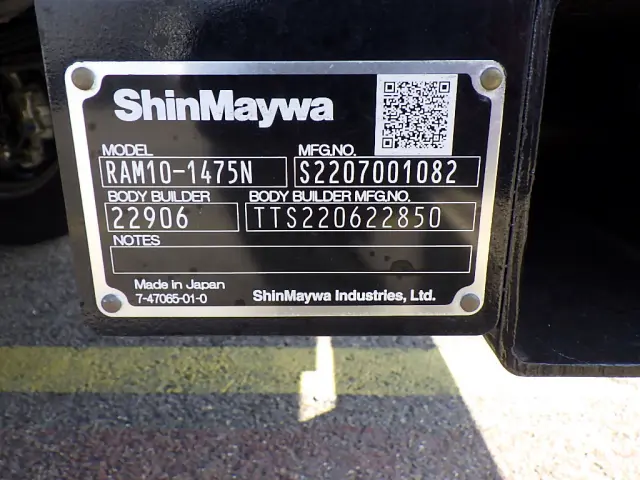 ShinMaywa
MODEL MFG.NO.
RAM10-1475N S2207001082
BODY BUILDER BODY BUILDER MFG.NO.
22906 TTS220622850
NOTES
Made in Japan
7-47065-01-0 ShinMaywa Industries, Ltd.